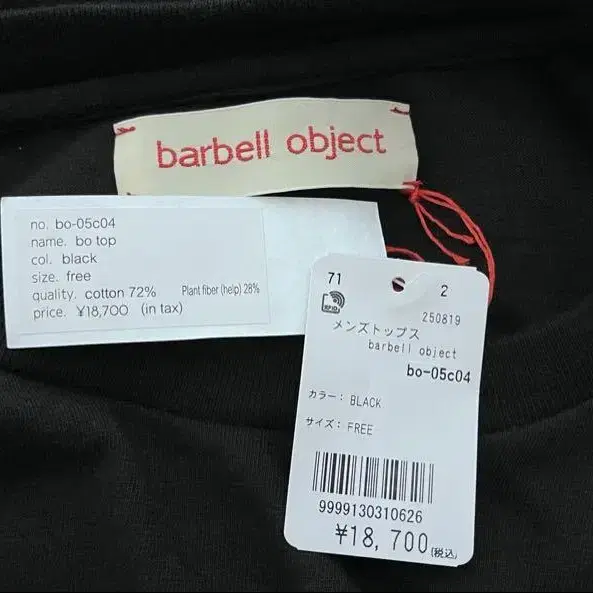 barbell object
no. bo-05c04
name. bo top
col. black
size. free
quality. cotton 72% Plant fiber (help) 28%
price. ¥18,700 (in tax)
71 2
RFID
250819
メンズトップス
barbell object
bo-05c04
カラー: BLACK
サイズ: FREE
9999130310626
¥18,700(税込)